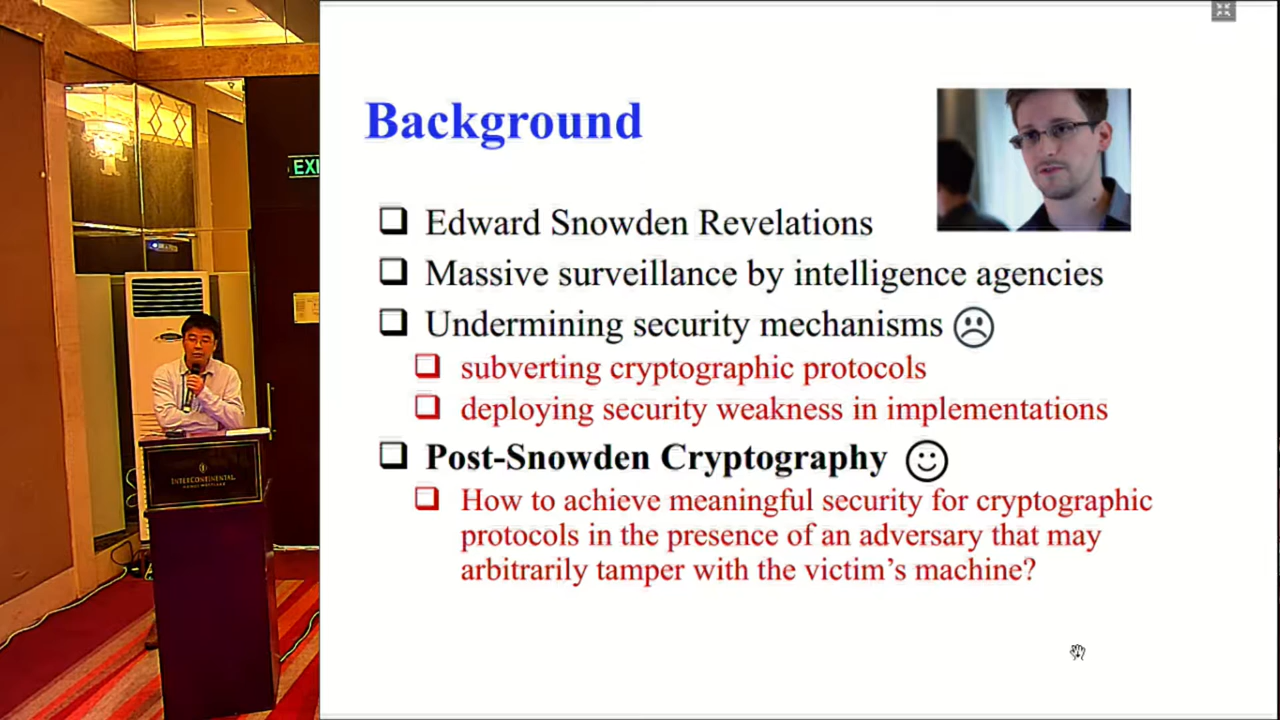 EXI
INTERCONTINENTAL
Background
Edward Snowden Revelations
Massive surveillance by intelligence agencies
Undermining security mechanisms
subverting cryptographic protocols
deploying security weakness in implementations
Post-Snowden Cryptography
How to achieve meaningful security for cryptographic
protocols in the presence of an adversary that may
arbitrarily tamper with the victim’s machine?